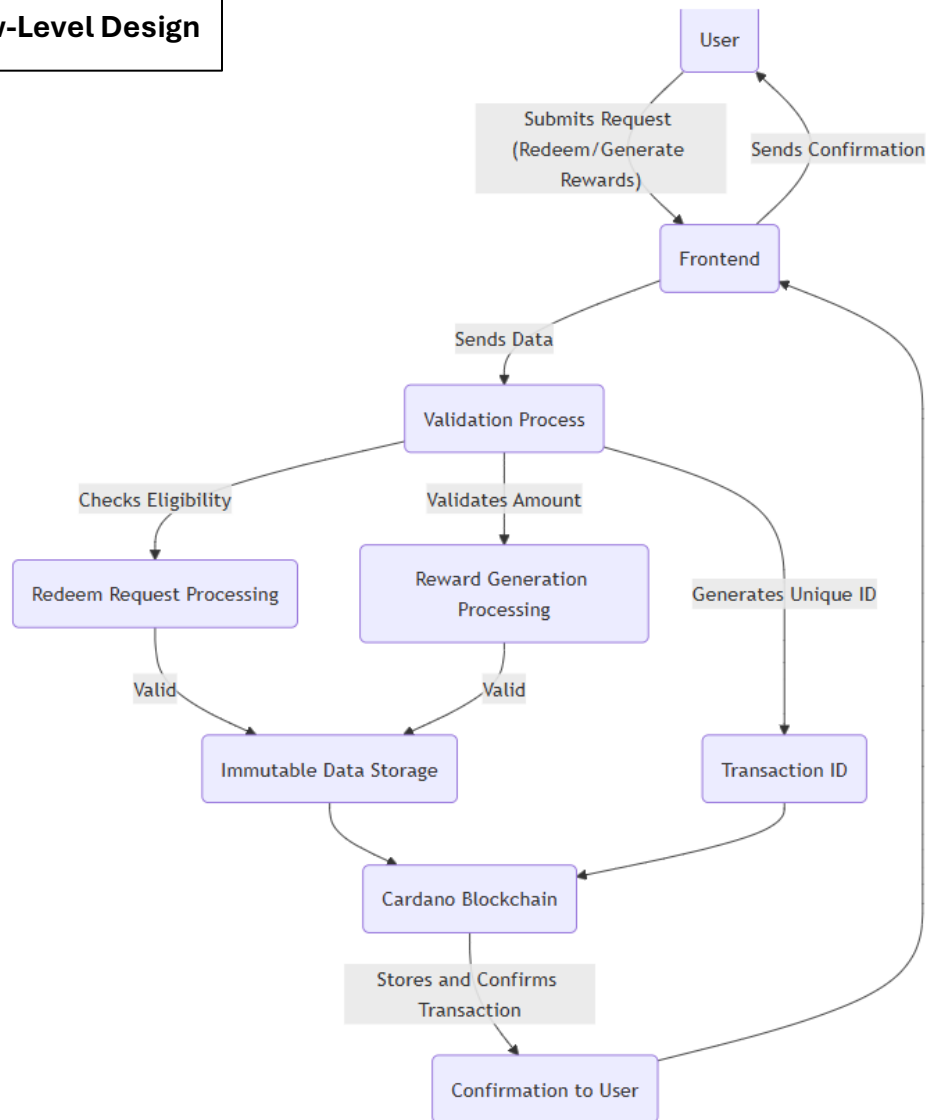 -Level Design
User
Submits Request
(Redeem/Generate
Rewards)
Sends Confirmation
Frontend
Sends Data
Validation Process
Checks Eligibility
Validates Amount
Redeem Request Processing
Reward Generation
Processing
Generates Unique ID
Valid
Valid
Immutable Data Storage
Transaction ID
Cardano Blockchain
Stores and Confirms
Transaction
Confirmation to User